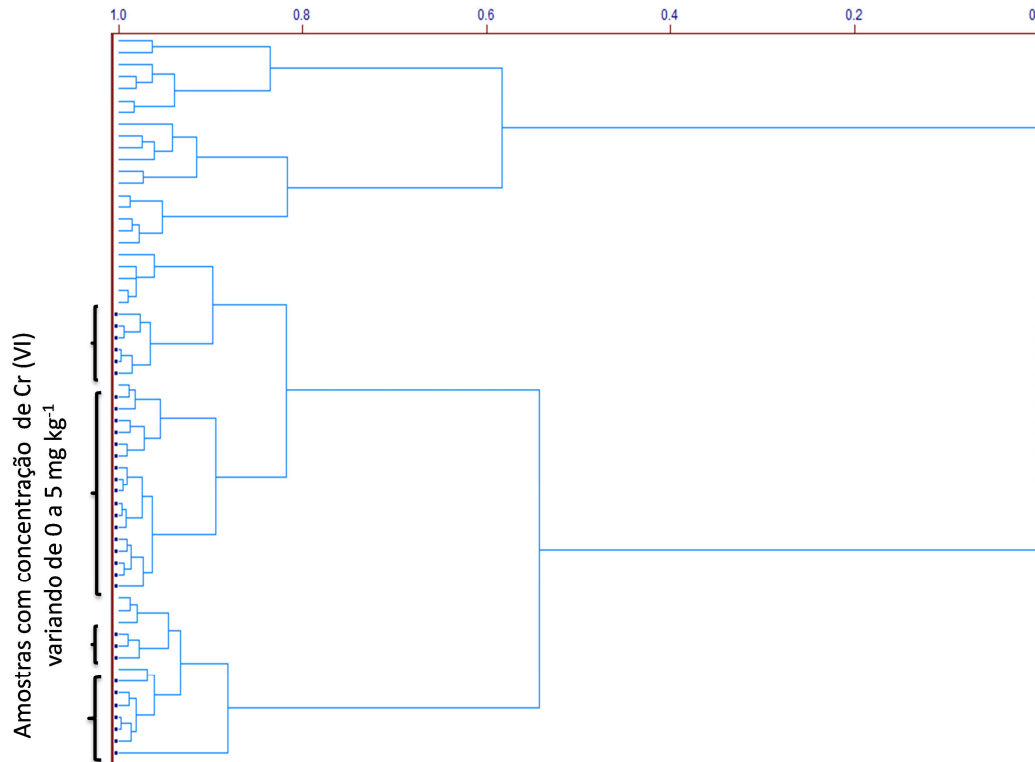 1.0 0.8 0.6 0.4 0.2 0
Amostras com concentração de Cr (VI)
variando de 0 a 5 mg kg⁻¹